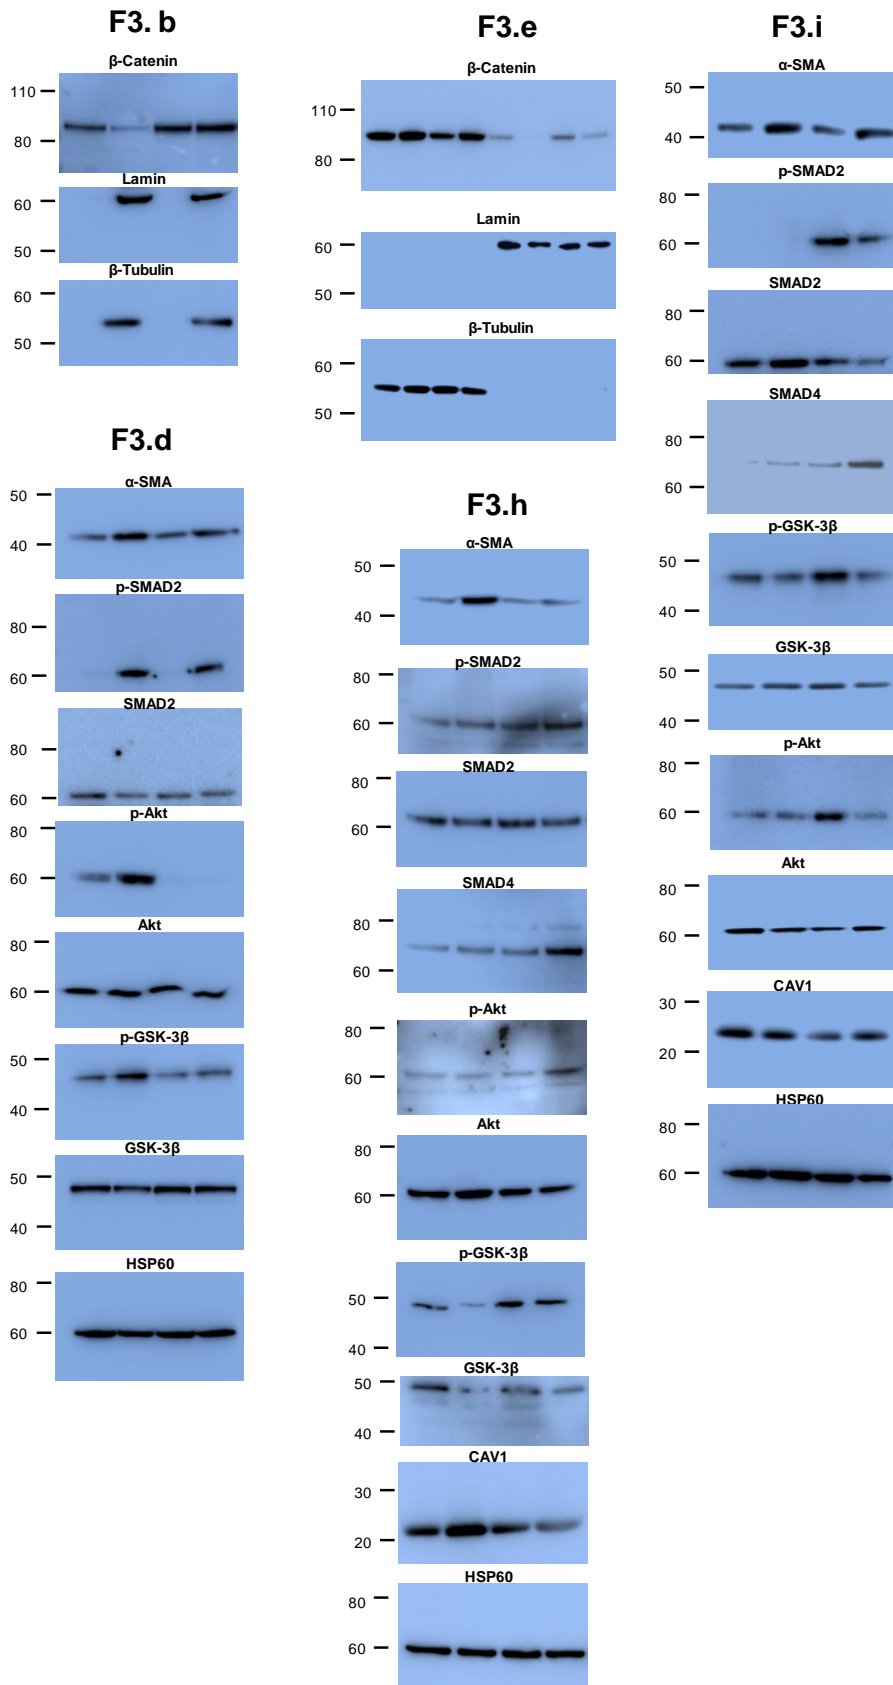 F3. b
β-Catenin
110
80
Lamin
60
50
β-Tubulin
60
50
F3.d
α-SMA
50
40
p-SMAD2
80
60
SMAD2
80
60
p-Akt
80
60
Akt
80
60
p-GSK-3β
50
40
GSK-3β
50
40
HSP60
80
60
F3.e
β-Catenin
110
80
Lamin
60
50
β-Tubulin
60
50
F3.h
α-SMA
50
40
p-SMAD2
80
60
SMAD2
80
60
SMAD4
80
60
p-Akt
80
60
Akt
80
60
p-GSK-3β
50
40
GSK-3β
50
40
CAV1
30
20
HSP60
80
60
F3.i
α-SMA
50
40
p-SMAD2
80
60
SMAD2
80
60
SMAD4
80
60
p-GSK-3β
50
40
GSK-3β
50
40
p-Akt
80
60
Akt
80
60
CAV1
30
20
HSP60
80
60